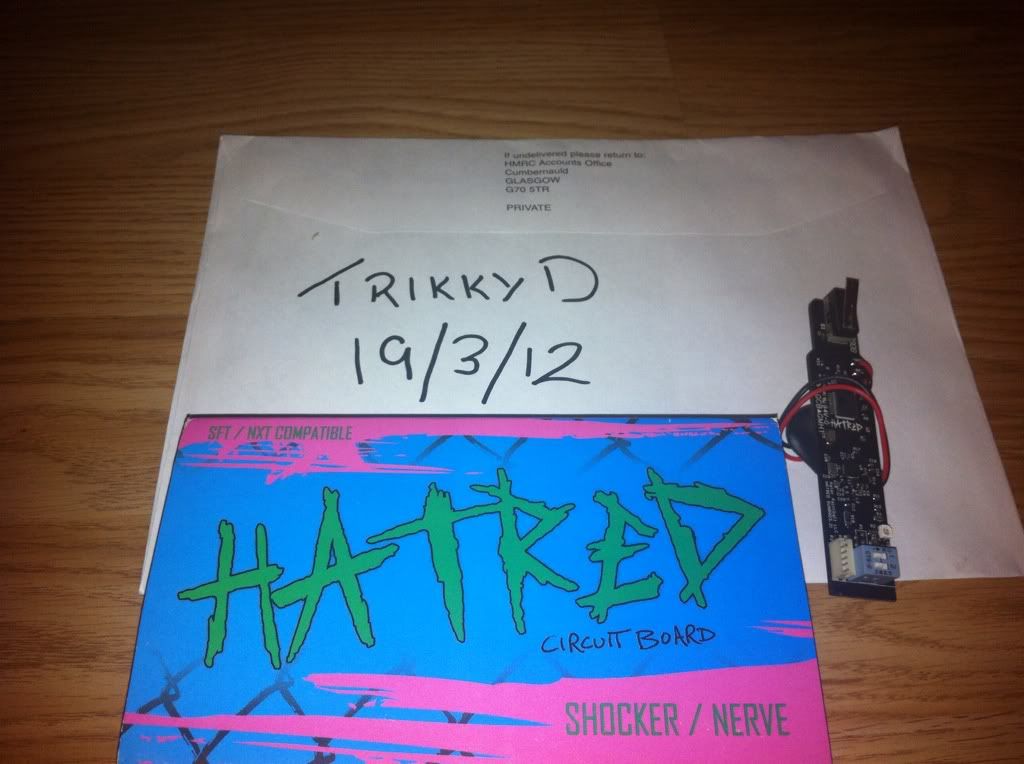 If undelivered please return to:
HMRC Accounts Office
Cumbernauld
GLASGOW
G70 5TR
PRIVATE
TRIKKY D
19/3/12
HATRED
SFT / NXT COMPATIBLE
HATRED
CIRCUIT BOARD
SHOCKER / NERVE